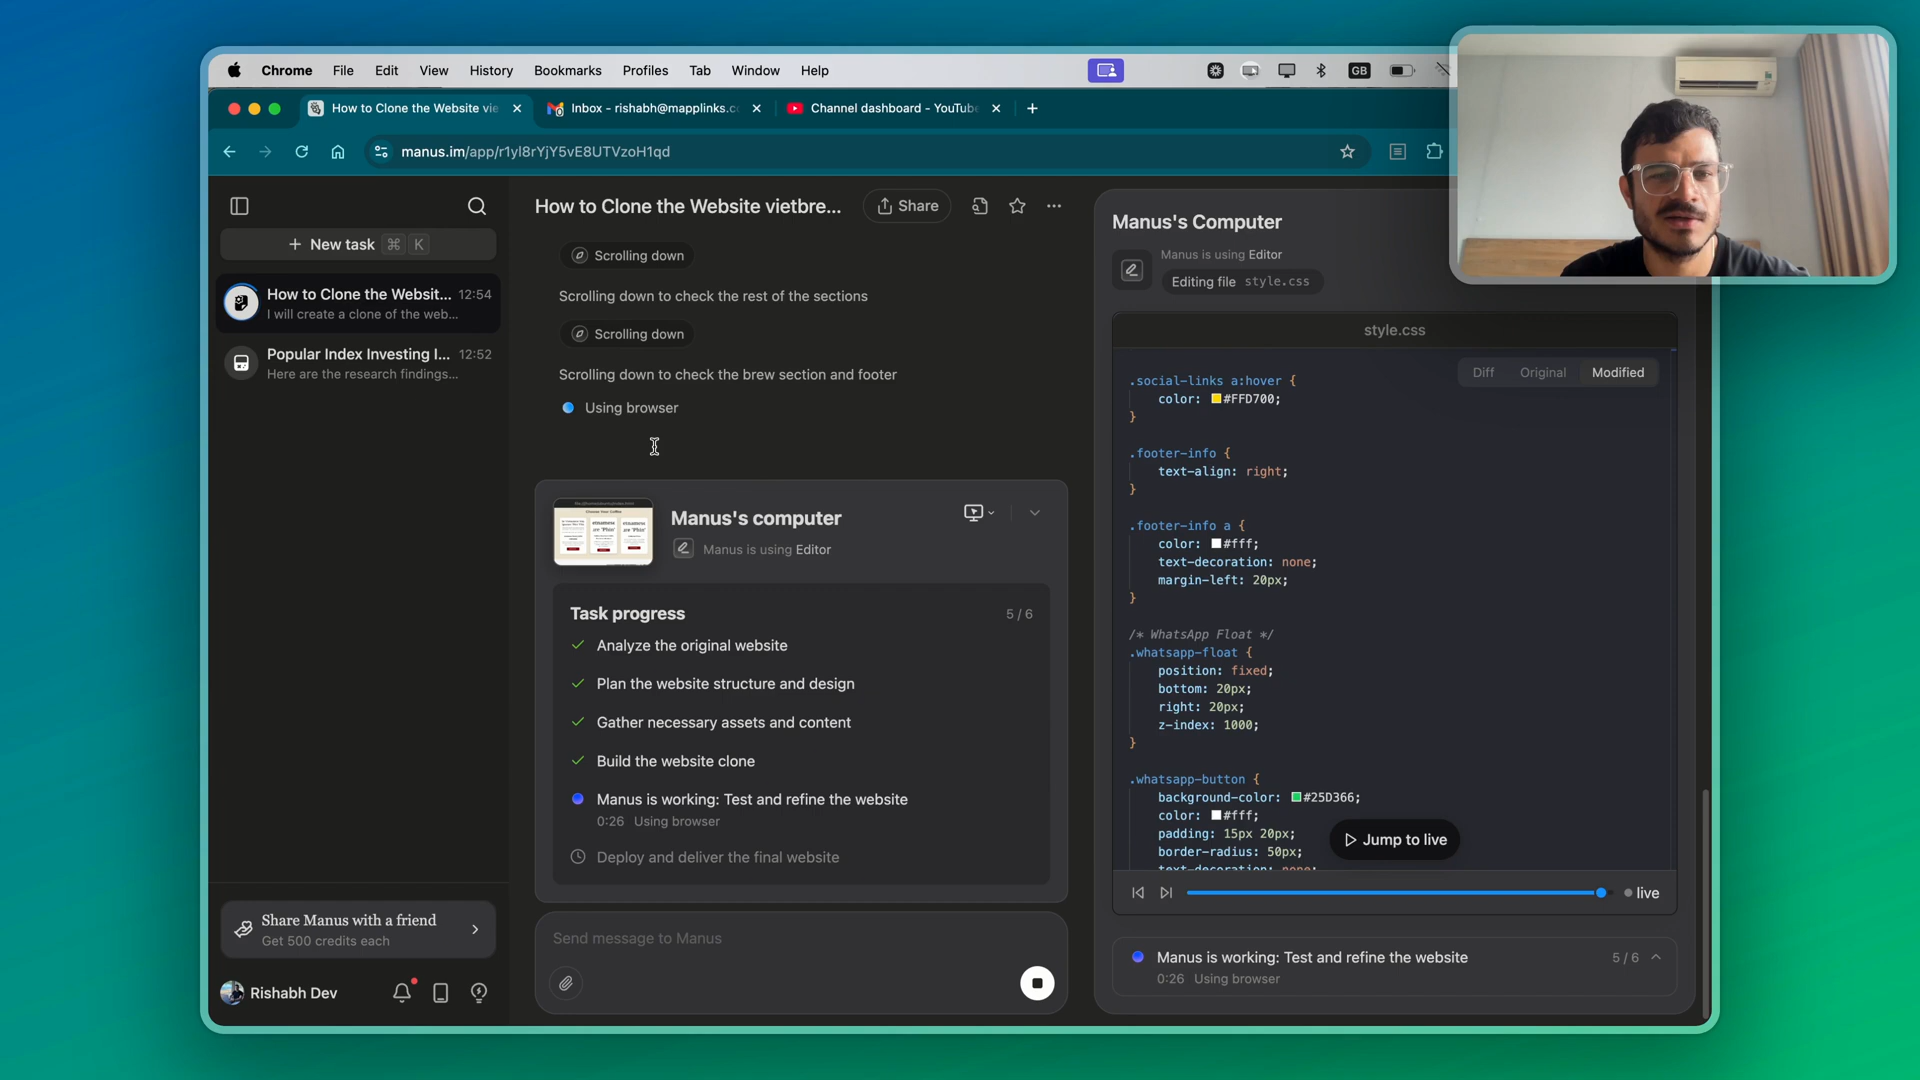 Chrome File Edit View History Bookmarks Profiles Tab Window Help GB
How to Clone the Website vie
Inbox - rishabh@mapplinks.c
Channel dashboard - YouTube
manus.im/app/r1yl8rYjY5vE8UTVzoH1qd
New task ⌘ K
How to Clone the Websit... 12:54
I will create a clone of the web...
Popular Index Investing I... 12:52
Here are the research findings...
Share Manus with a friend
Get 500 credits each
Rishabh Dev
How to Clone the Website vietbre... Share
Scrolling down
Scrolling down to check the rest of the sections
Scrolling down
Scrolling down to check the brew section and footer
Using browser
Manus's computer
Manus is using Editor
Task progress 5 / 6
Analyze the original website
Plan the website structure and design
Gather necessary assets and content
Build the website clone
Manus is working: Test and refine the website
0:26 Using browser
Deploy and deliver the final website
Send message to Manus
Manus's Computer
Manus is using Editor
Editing file style.css
style.css
Diff Original Modified
.social-links a:hover {
color: #FFD700;
}
.footer-info {
text-align: right;
}
.footer-info a {
color: #fff;
text-decoration: none;
margin-left: 20px;
}
/* WhatsApp Float */
.whatsapp-float {
position: fixed;
bottom: 20px;
right: 20px;
z-index: 1000;
}
.whatsapp-button {
background-color: #25D366;
color: #fff;
padding: 15px 20px;
border-radius: 50px;
text-decoration: none;
Jump to live
live
Manus is working: Test and refine the website 5 / 6
0:26 Using browser